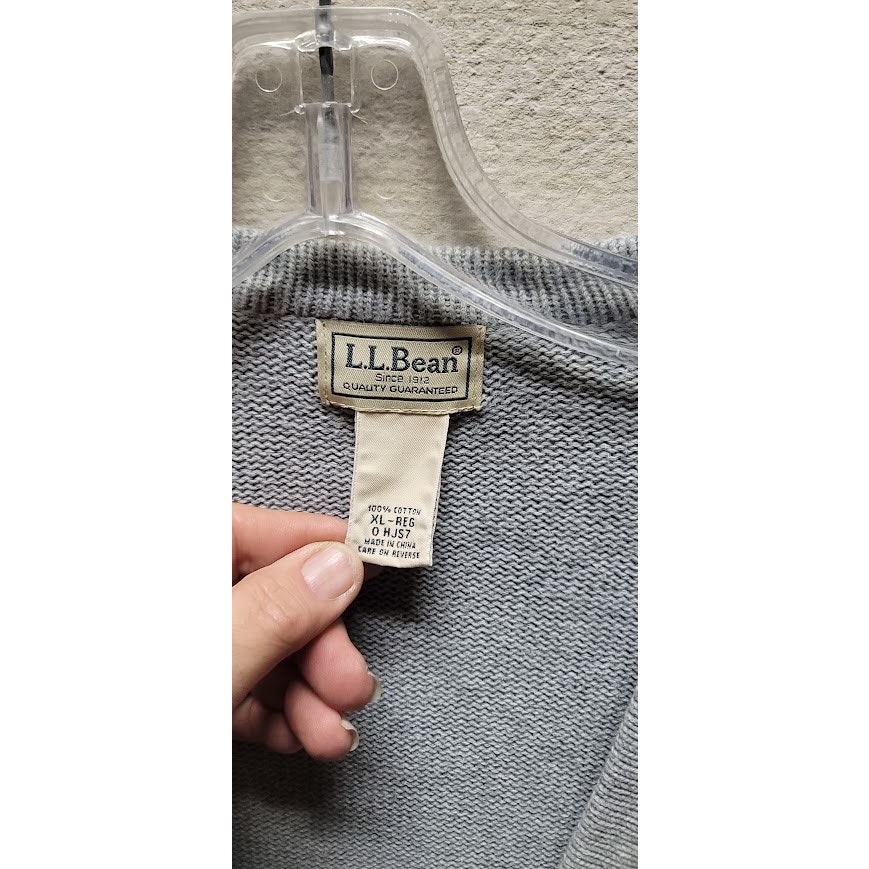 L.L.Bean®
Since 1912
QUALITY GUARANTEED
100% COTTON
XL-REG
0 HJS7
MADE IN CHINA
CARE ON REVERSE